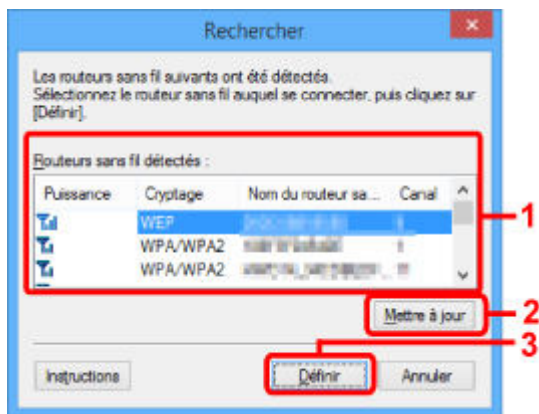 Rechercher
Les routeurs sans fil suivants ont été détectés.
Sélectionnez le routeur sans fil auquel se connecter, puis cliquez sur
[Définir].
Routeurs sans fil détectés :
Puissance Cryptage Nom du routeur sa... Canal
WEP
WPA/WPA2
WPA/WPA2
1
Mettre à jour
2
3
Instructions
Définir
Annuler